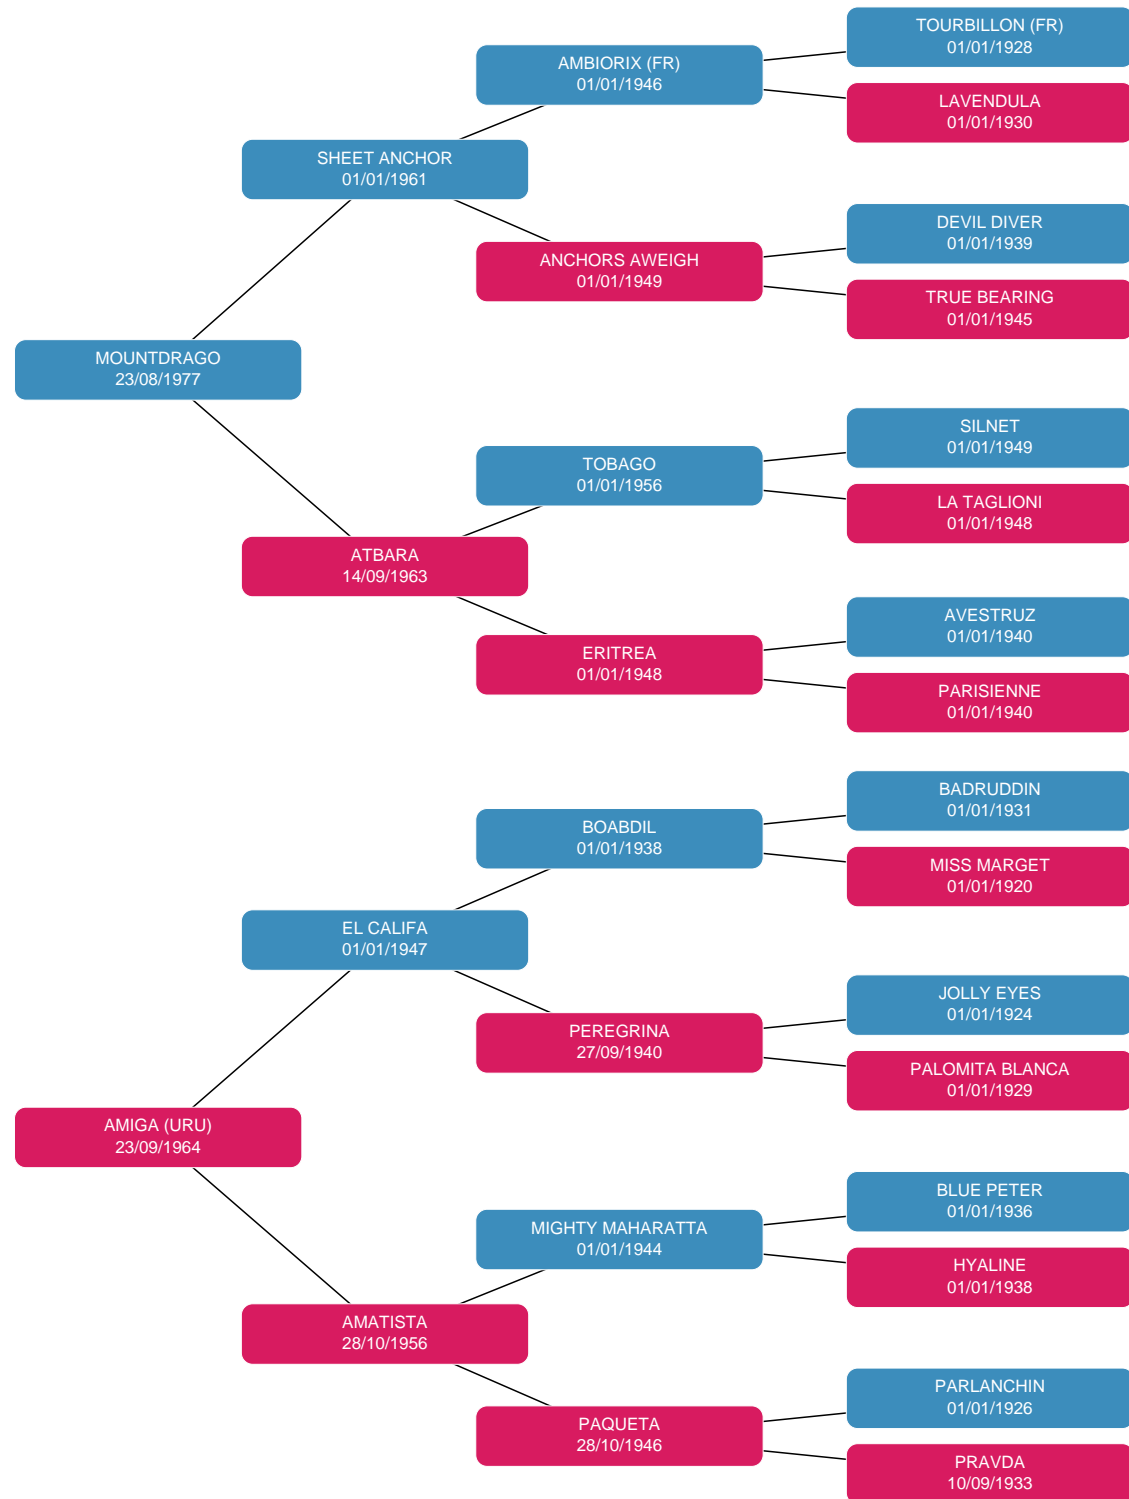 TOURBILLON (FR)
01/01/1928
AMBIORIX (FR)
01/01/1946
LAVENDULA
01/01/1930
SHEET ANCHOR
01/01/1961
DEVIL DIVER
01/01/1939
ANCHORS AWEIGH
01/01/1949
TRUE BEARING
01/01/1945
MOUNTDRAGO
23/08/1977
SILNET
01/01/1949
TOBAGO
01/01/1956
LA TAGLIONI
01/01/1948
ATBARA
14/09/1963
AVESTRUZ
01/01/1940
ERITREA
01/01/1948
PARISIENNE
01/01/1940
BADRUDDIN
01/01/1931
BOABDIL
01/01/1938
MISS MARGET
01/01/1920
EL CALIFA
01/01/1947
JOLLY EYES
01/01/1924
PEREGRINA
27/09/1940
PALOMITA BLANCA
01/01/1929
AMIGA (URU)
23/09/1964
BLUE PETER
01/01/1936
MIGHTY MAHARATTA
01/01/1944
HYALINE
01/01/1938
AMATISTA
28/10/1956
PARLANCHIN
01/01/1926
PAQUETA
28/10/1946
PRAVDA
10/09/1933